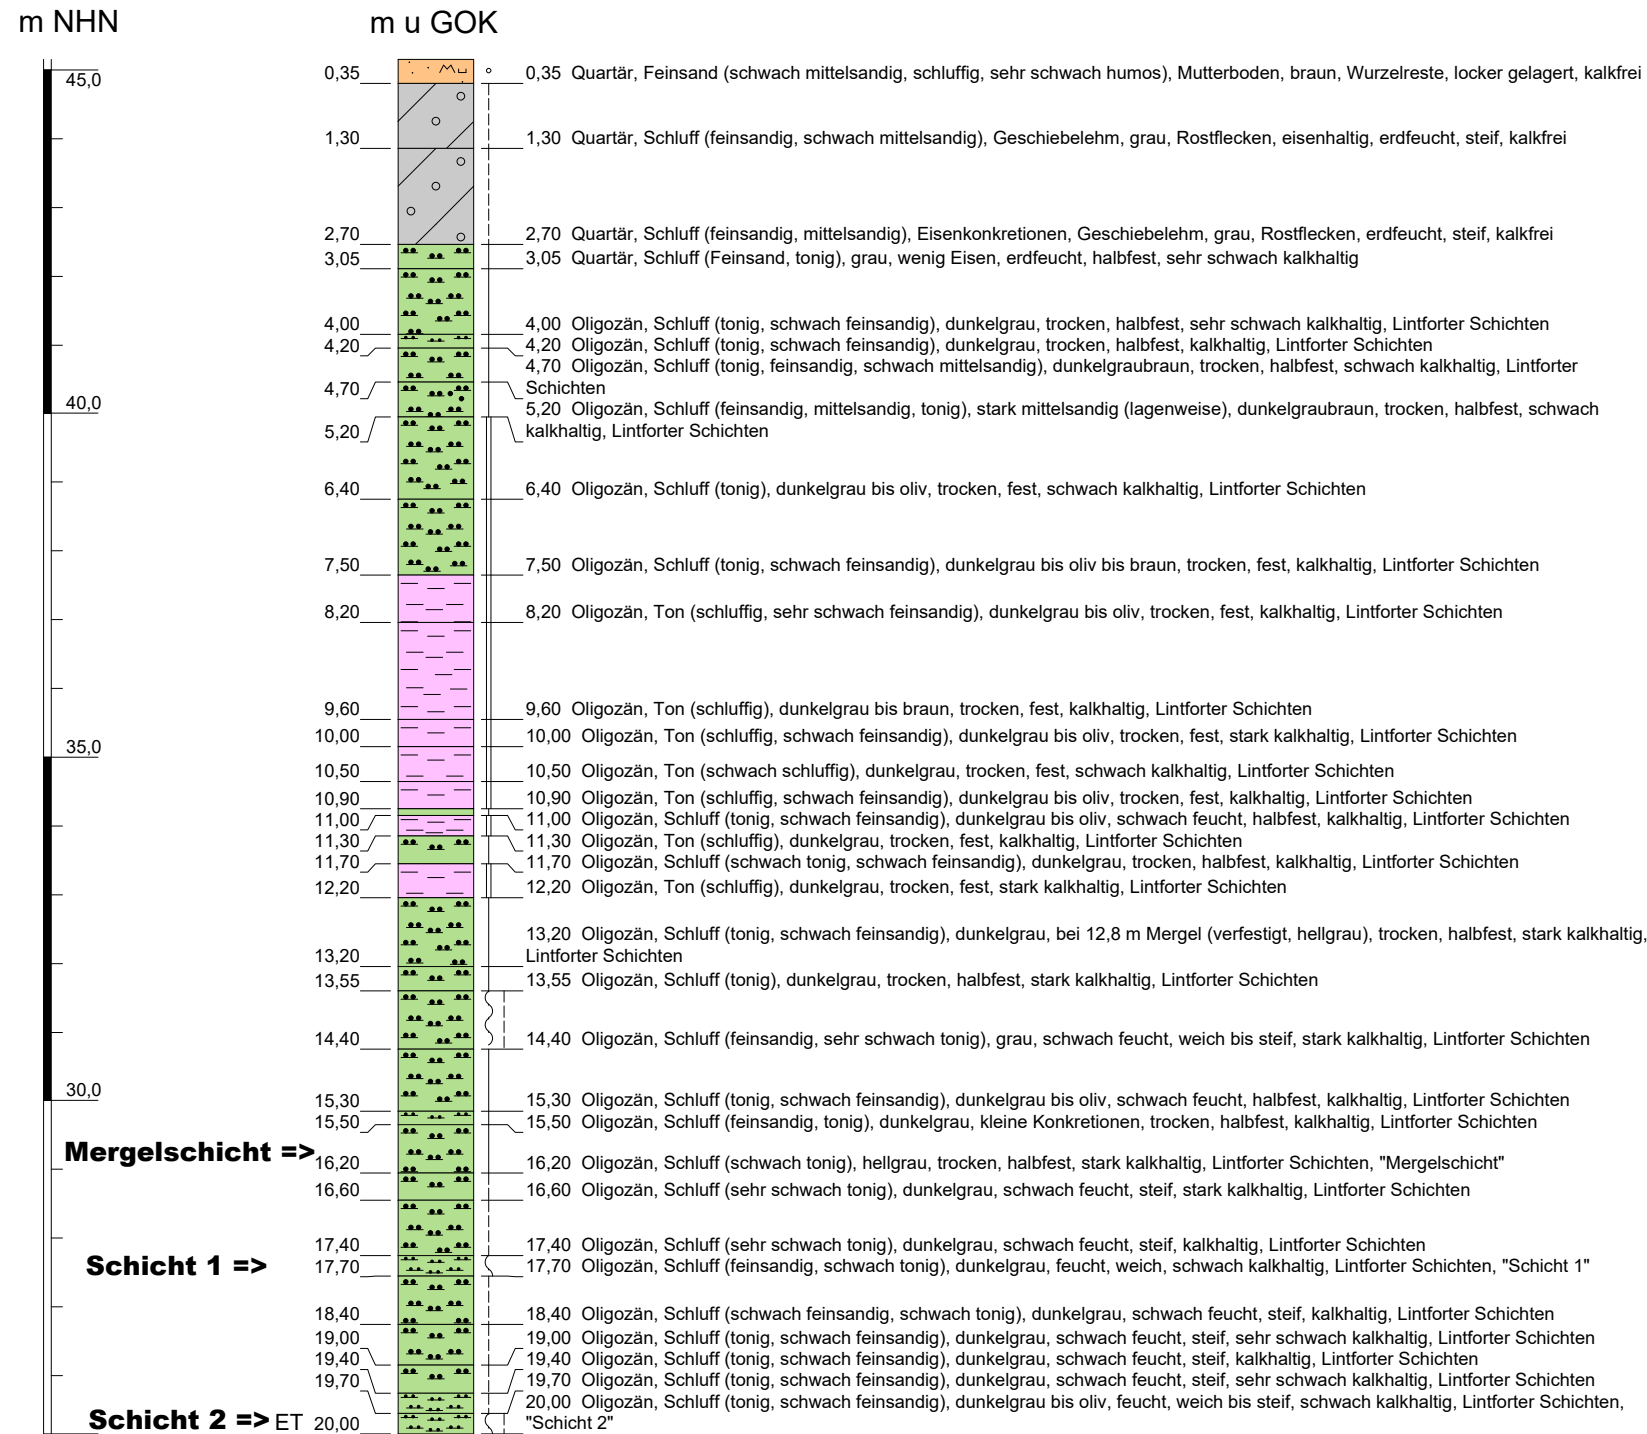 m NHN
m u GOK
45,0
40,0
35,0
30,0
0,35 0,35 Quartär, Feinsand (schwach mittelsandig, schluffig, sehr schwach humos), Mutterboden, braun, Wurzelreste, locker gelagert, kalkfrei
1,30 1,30 Quartär, Schluff (feinsandig, schwach mittelsandig), Geschiebelehm, grau, Rostflecken, eisenhaltig, erdfeucht, steif, kalkfrei
2,70 2,70 Quartär, Schluff (feinsandig, mittelsandig), Eisenkonkretionen, Geschiebelehm, grau, Rostflecken, erdfeucht, steif, kalkfrei
3,05 3,05 Quartär, Schluff (Feinsand, tonig), grau, wenig Eisen, erdfeucht, halbfest, sehr schwach kalkhaltig
4,00 4,00 Oligozän, Schluff (tonig, schwach feinsandig), dunkelgrau, trocken, halbfest, sehr schwach kalkhaltig, Lintforter Schichten
4,20 4,20 Oligozän, Schluff (tonig, schwach feinsandig), dunkelgrau, trocken, halbfest, kalkhaltig, Lintforter Schichten
4,70 Oligozän, Schluff (tonig, feinsandig, schwach mittelsandig), dunkelgraubraun, trocken, halbfest, schwach kalkhaltig, Lintforter
4,70 Schichten
5,20 Oligozän, Schluff (feinsandig, mittelsandig, tonig), stark mittelsandig (lagenweise), dunkelgraubraun, trocken, halbfest, schwach
5,20 kalkhaltig, Lintforter Schichten
6,40 6,40 Oligozän, Schluff (tonig), dunkelgrau bis oliv, trocken, fest, schwach kalkhaltig, Lintforter Schichten
7,50 7,50 Oligozän, Schluff (tonig, schwach feinsandig), dunkelgrau bis oliv bis braun, trocken, fest, kalkhaltig, Lintforter Schichten
8,20 8,20 Oligozän, Ton (schluffig, sehr schwach feinsandig), dunkelgrau bis oliv, trocken, fest, kalkhaltig, Lintforter Schichten
9,60 9,60 Oligozän, Ton (schluffig), dunkelgrau bis braun, trocken, fest, kalkhaltig, Lintforter Schichten
10,00 10,00 Oligozän, Ton (schluffig, schwach feinsandig), dunkelgrau bis oliv, trocken, fest, stark kalkhaltig, Lintforter Schichten
10,50 10,50 Oligozän, Ton (schwach schluffig), dunkelgrau, trocken, fest, schwach kalkhaltig, Lintforter Schichten
10,90 10,90 Oligozän, Ton (schluffig, schwach feinsandig), dunkelgrau bis oliv, trocken, fest, kalkhaltig, Lintforter Schichten
11,00 11,00 Oligozän, Schluff (tonig, schwach feinsandig), dunkelgrau bis oliv, schwach feucht, halbfest, kalkhaltig, Lintforter Schichten
11,30 11,30 Oligozän, Ton (schluffig), dunkelgrau, trocken, fest, kalkhaltig, Lintforter Schichten
11,70 11,70 Oligozän, Schluff (schwach tonig, schwach feinsandig), dunkelgrau, trocken, halbfest, kalkhaltig, Lintforter Schichten
12,20 12,20 Oligozän, Ton (schluffig), dunkelgrau, trocken, fest, stark kalkhaltig, Lintforter Schichten
13,20 Oligozän, Schluff (tonig, schwach feinsandig), dunkelgrau, bei 12,8 m Mergel (verfestigt, hellgrau), trocken, halbfest, stark kalkhaltig,
13,20 Lintforter Schichten
13,55 13,55 Oligozän, Schluff (tonig), dunkelgrau, trocken, halbfest, stark kalkhaltig, Lintforter Schichten
14,40 14,40 Oligozän, Schluff (feinsandig, sehr schwach tonig), grau, schwach feucht, weich bis steif, stark kalkhaltig, Lintforter Schichten
15,30 15,30 Oligozän, Schluff (tonig, schwach feinsandig), dunkelgrau bis oliv, schwach feucht, halbfest, kalkhaltig, Lintforter Schichten
15,50 15,50 Oligozän, Schluff (feinsandig, tonig), dunkelgrau, kleine Konkretionen, trocken, halbfest, kalkhaltig, Lintforter Schichten
Mergelschicht =>
16,20 16,20 Oligozän, Schluff (schwach tonig), hellgrau, trocken, halbfest, stark kalkhaltig, Lintforter Schichten, "Mergelschicht"
16,60 16,60 Oligozän, Schluff (sehr schwach tonig), dunkelgrau, schwach feucht, steif, stark kalkhaltig, Lintforter Schichten
17,40 17,40 Oligozän, Schluff (sehr schwach tonig), dunkelgrau, schwach feucht, steif, kalkhaltig, Lintforter Schichten
Schicht 1 => 17,70 17,70 Oligozän, Schluff (feinsandig, schwach tonig), dunkelgrau, feucht, weich, schwach kalkhaltig, Lintforter Schichten, "Schicht 1"
18,40 18,40 Oligozän, Schluff (schwach feinsandig, schwach tonig), dunkelgrau, schwach feucht, steif, kalkhaltig, Lintforter Schichten
19,00 19,00 Oligozän, Schluff (tonig, schwach feinsandig), dunkelgrau, schwach feucht, steif, sehr schwach kalkhaltig, Lintforter Schichten
19,40 19,40 Oligozän, Schluff (tonig, schwach feinsandig), dunkelgrau, schwach feucht, steif, kalkhaltig, Lintforter Schichten
19,70 19,70 Oligozän, Schluff (tonig, schwach feinsandig), dunkelgrau, schwach feucht, steif, sehr schwach kalkhaltig, Lintforter Schichten
20,00 Oligozän, Schluff (tonig, schwach feinsandig), dunkelgrau bis oliv, feucht, weich bis steif, schwach kalkhaltig, Lintforter Schichten,
Schicht 2 => ET 20,00 "Schicht 2"